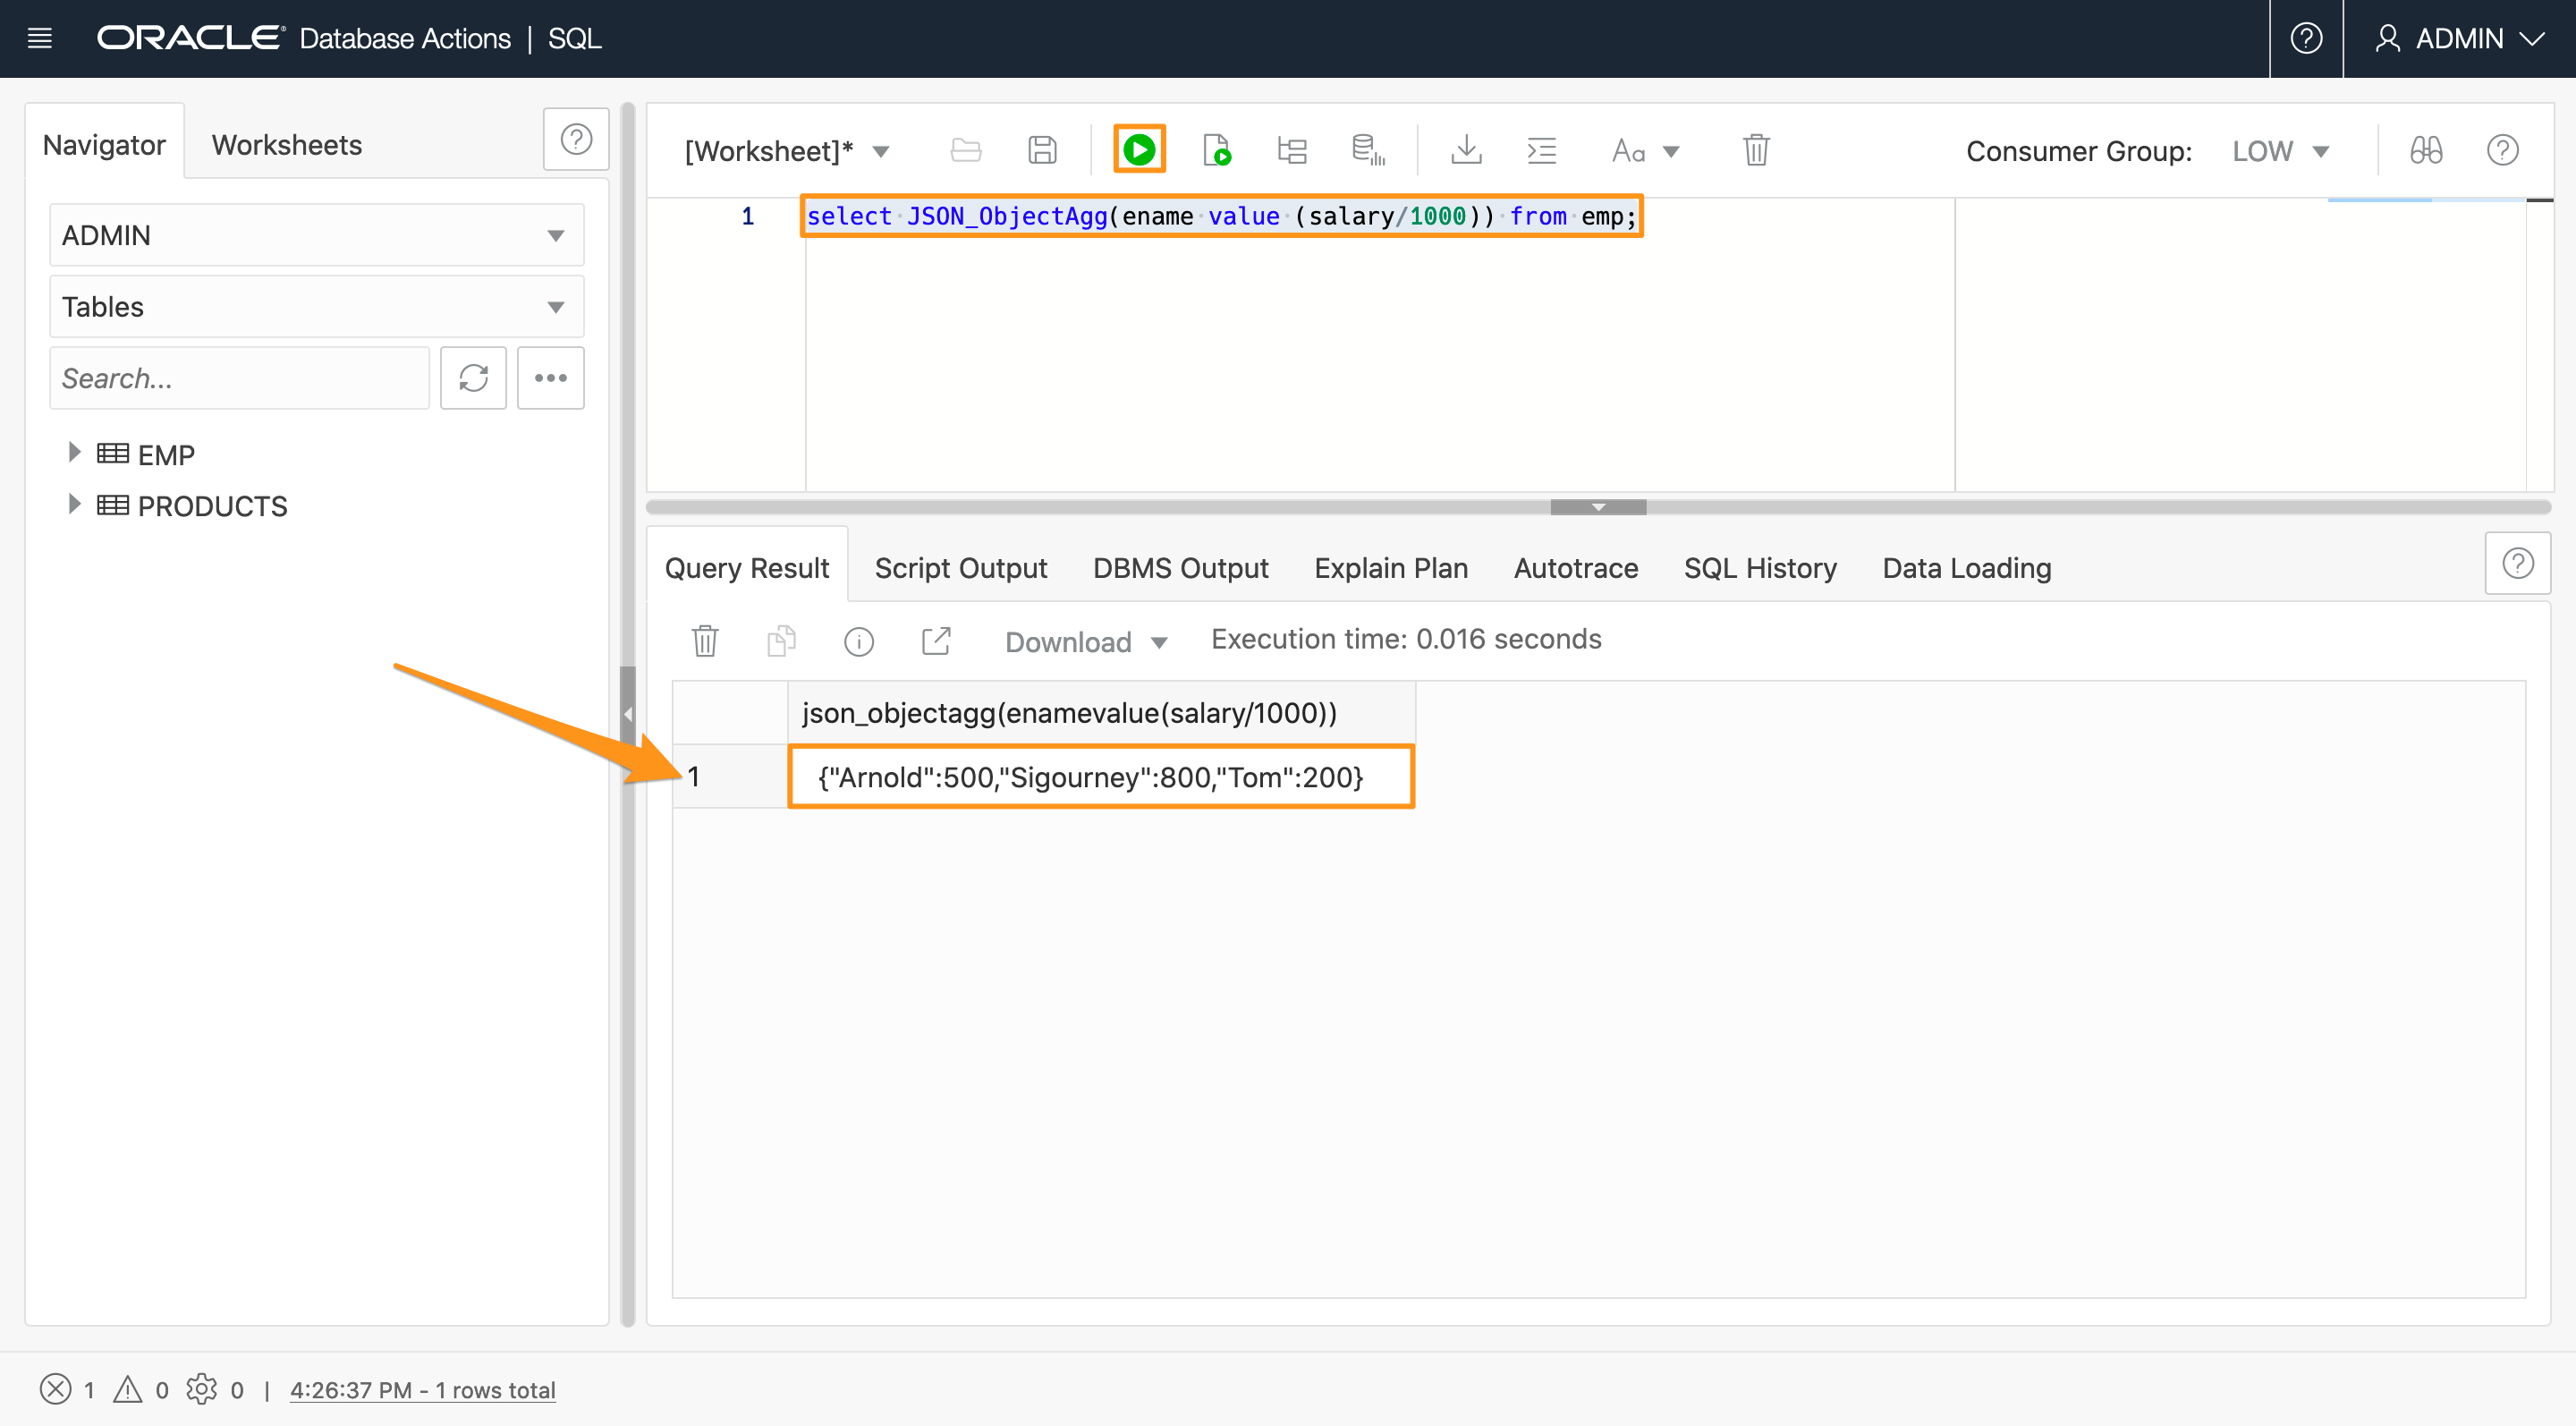 ORACLE Database Actions | SQL
ADMIN
Navigator
Worksheets
[Worksheet]*
Aa
Consumer Group: LOW
ADMIN
Tables
Search...
EMP
PRODUCTS
1 select JSON_ObjectAgg(ename value (salary/1000)) from emp;
Query Result Script Output DBMS Output Explain Plan Autotrace SQL History Data Loading
Download Execution time: 0.016 seconds
json_objectagg(enamevalue(salary/1000))
1 {"Arnold":500,"Sigourney":800,"Tom":200}
1 0 0 | 4:26:37 PM - 1 rows total